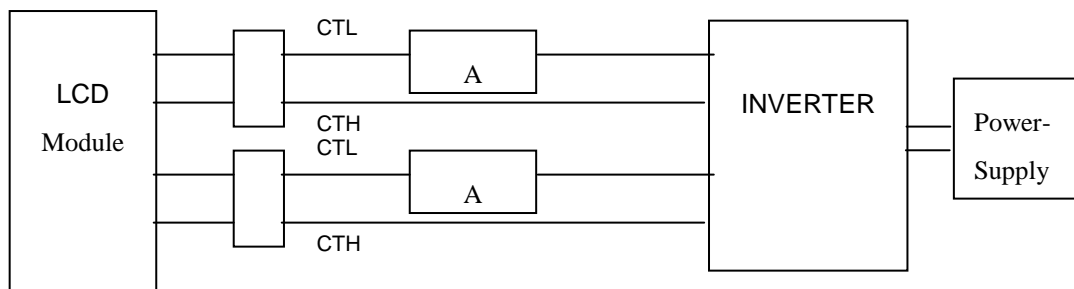 CTL
A
LCD
Module
CTH
CTL
A
CTH
INVERTER
Power-
Supply